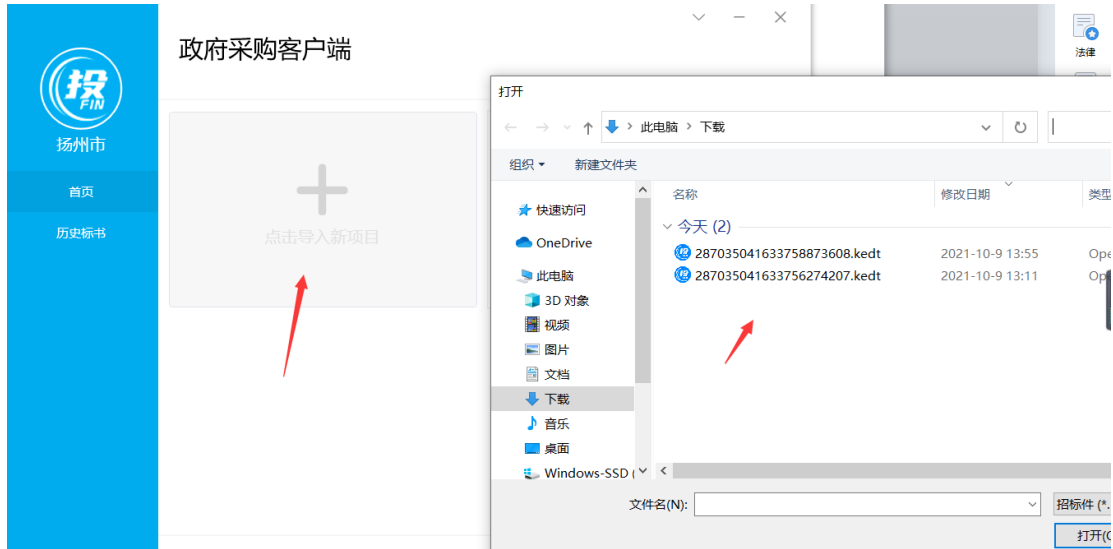 投
FIN
扬州市
首页
历史标书
政府采购客户端
点击导入新项目
法律
打开
此电脑 > 下载
组织 新建文件夹
名称 修改日期 类型
今天 (2)
287035041633758873608.kedt 2021-10-9 13:55 Ope
287035041633756274207.kedt 2021-10-9 13:11 Op
快速访问
OneDrive
此电脑
3D 对象
视频
图片
文档
下载
音乐
桌面
Windows-SSD (
文件名(N):
招标件 (*.
打开(O